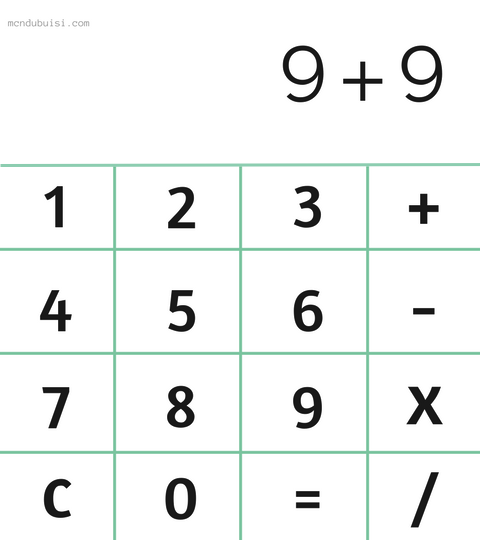 mcndubuisi.com
9+9
1 2 3 +
4 5 6 -
7 8 9 X
C 0 = /